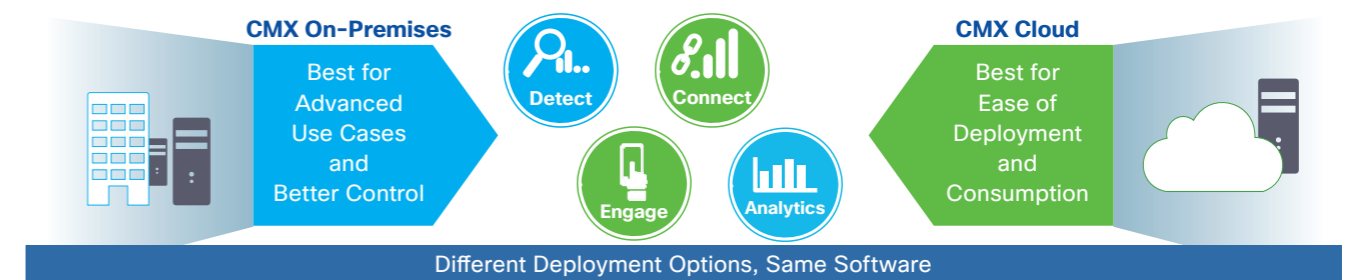 CMX On-Premises
Best for
Advanced
Use Cases
and
Better Control
Detect
Connect
Engage
Analytics
CMX Cloud
Best for
Ease of
Deployment
and
Consumption
Different Deployment Options, Same Software